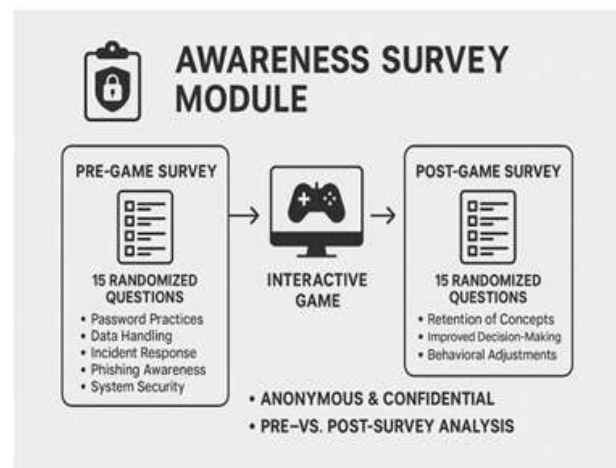 AWARENESS SURVEY
MODULE
PRE-GAME SURVEY
15 RANDOMIZED
QUESTIONS
• Password Practices
• Data Handling
• Incident Response
• Phishing Awareness
• System Security
INTERACTIVE
GAME
POST-GAME SURVEY
15 RANDOMIZED
QUESTIONS
• Retention of Concepts
• Improved Decision-Making
• Behavioral Adjustments
• ANONYMOUS & CONFIDENTIAL
• PRE–VS. POST-SURVEY ANALYSIS